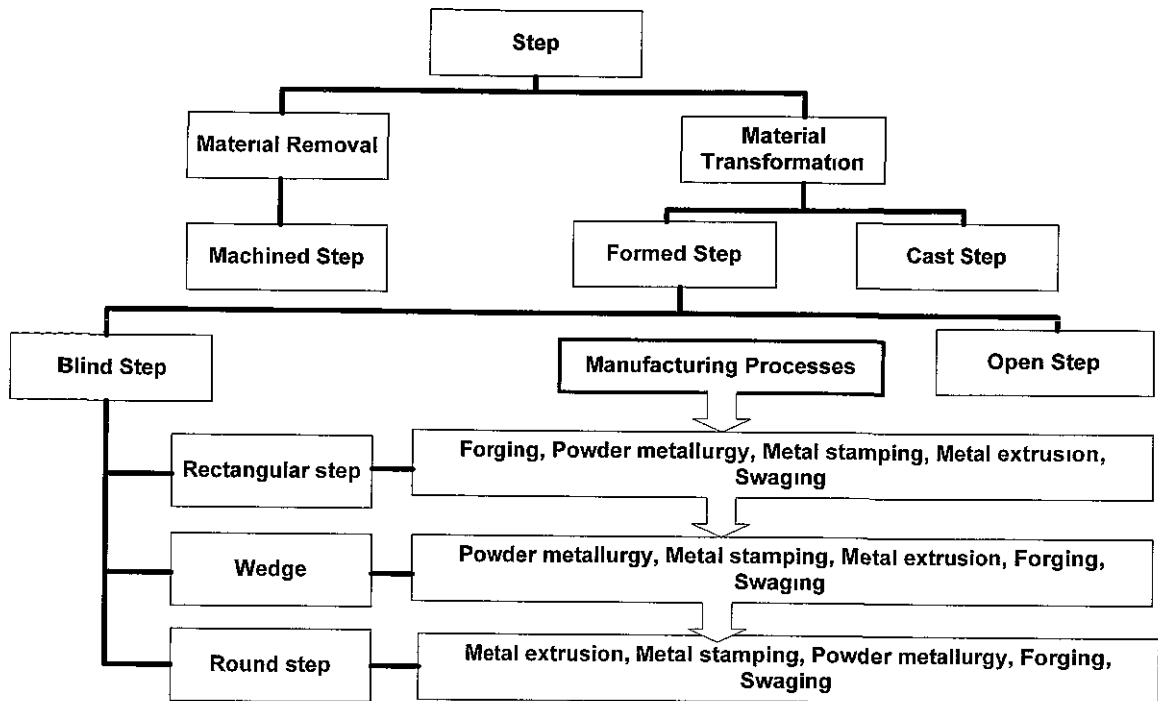 Step
Material Removal
Material
Transformation
Machined Step
Formed Step
Cast Step
Blind Step
Manufacturing Processes
Open Step
Rectangular step
Forging, Powder metallurgy, Metal stamping, Metal extrusion,
Swaging
Wedge
Powder metallurgy, Metal stamping, Metal extrusion, Forging,
Swaging
Round step
Metal extrusion, Metal stamping, Powder metallurgy, Forging,
Swaging